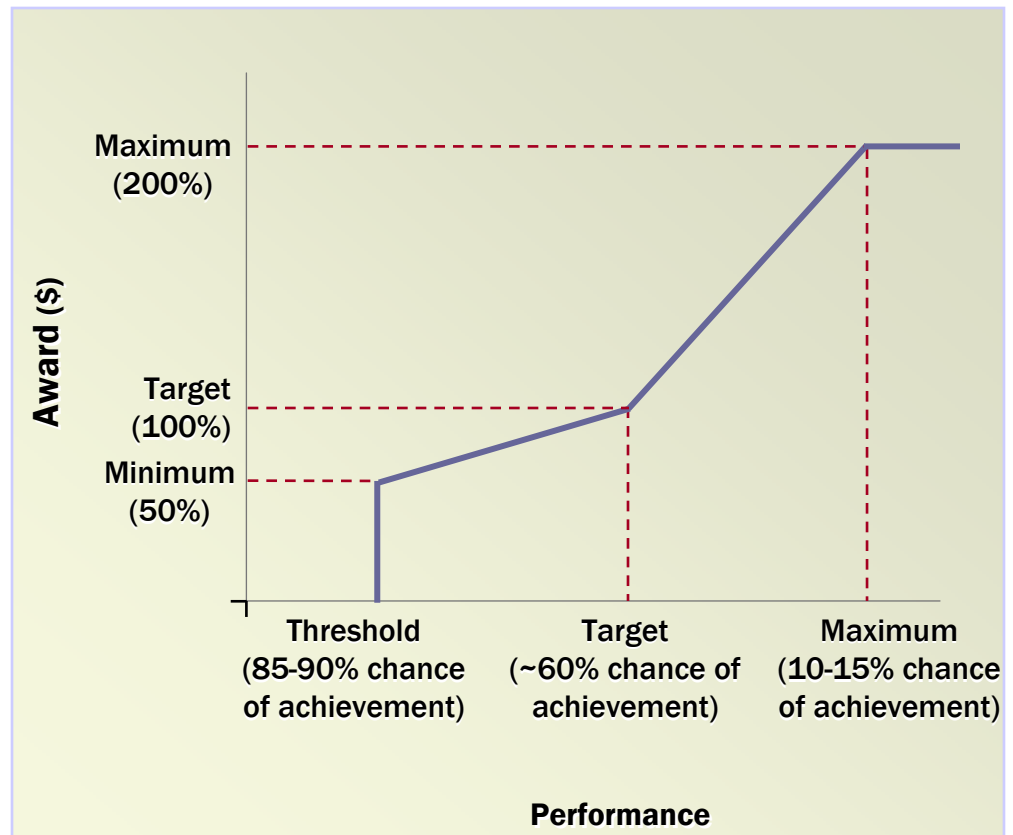 Maximum
(200%)
Award ($)
Target
(100%)
Minimum
(50%)
Threshold
(85-90% chance
of achievement)
Target
(~60% chance of
achievement)
Maximum
(10-15% chance
of achievement)
Performance